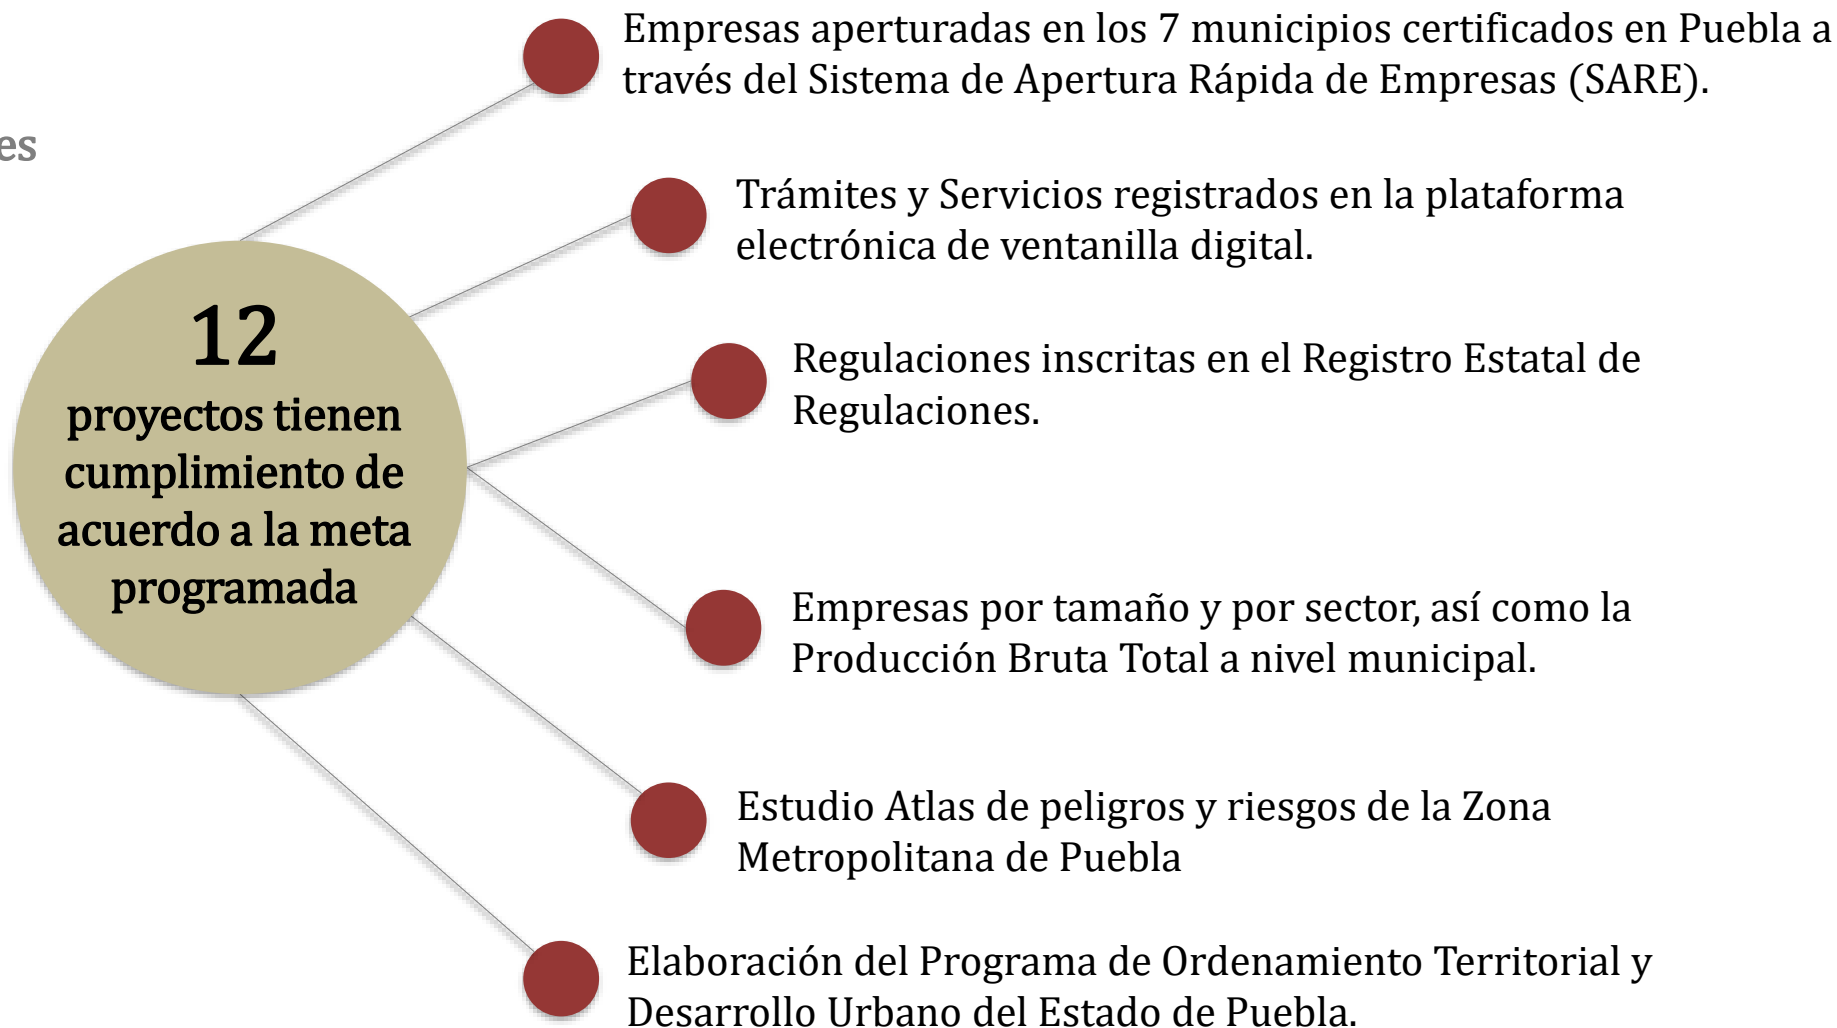 Empresas aperturadas en los 7 municipios certificados en Puebla a
través del Sistema de Apertura Rápida de Empresas (SARE).
es
Trámites y Servicios registrados en la plataforma
electrónica de ventanilla digital.
12
proyectos tienen
cumplimiento de
acuerdo a la meta
programada
Regulaciones inscritas en el Registro Estatal de
Regulaciones.
Empresas por tamaño y por sector, así como la
Producción Bruta Total a nivel municipal.
Estudio Atlas de peligros y riesgos de la Zona
Metropolitana de Puebla
Elaboración del Programa de Ordenamiento Territorial y
Desarrollo Urbano del Estado de Puebla.